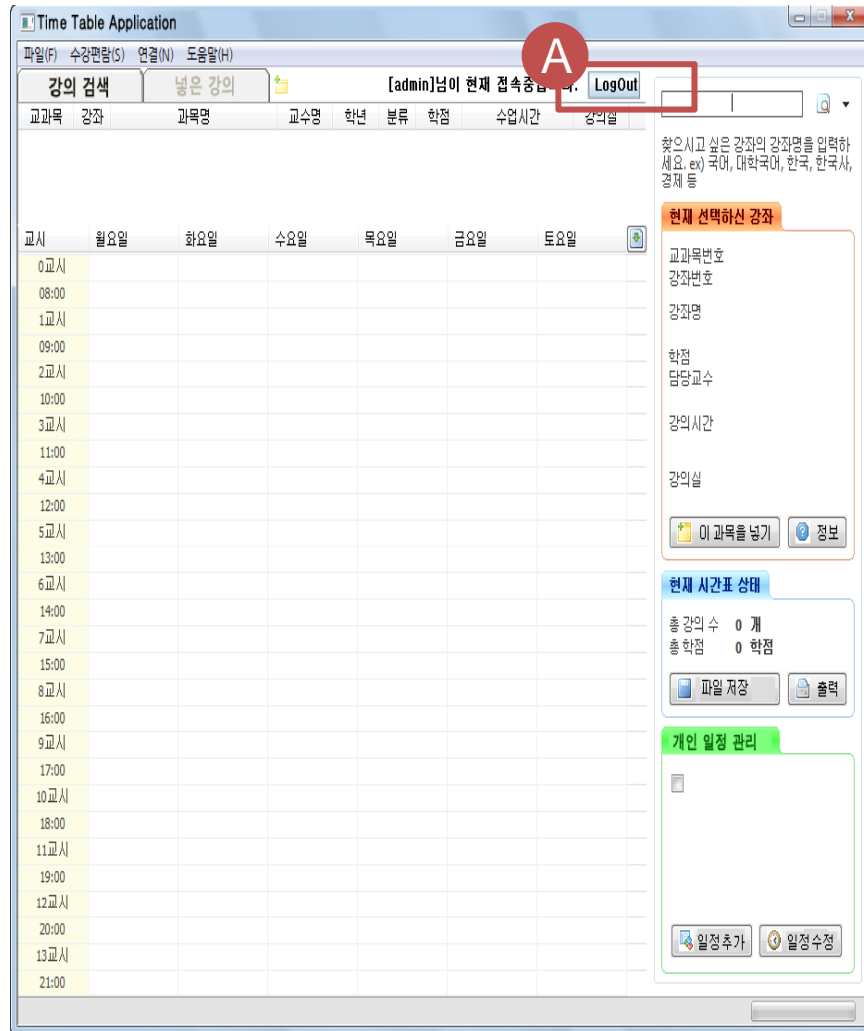 Time Table Application
파일(F) 수강편람(S) 연결(N) 도움말(H)
A
강의 검색 넣은 강의 [admin]님이 현재 접속중입니다. LogOut
교과목 강좌 과목명 교수명 학년 분류 학점 수업시간 강의실
찾으시고 싶은 강좌의 강좌명을 입력하
세요. ex) 국어, 대학국어, 한국, 한국사,
경제 등
현재 선택하신 강좌
교과목번호
강좌번호
강좌명
학점
담당교수
강의시간
강의실
이 과목을 넣기 정보
현재 시간표 상태
총 강의 수 0 개
총 학점 0 학점
파일 저장 출력
개인 일정 관리
일정추가 일정수정
교시 월요일 화요일 수요일 목요일 금요일 토요일
0교시
08:00
1교시
09:00
2교시
10:00
3교시
11:00
4교시
12:00
5교시
13:00
6교시
14:00
7교시
15:00
8교시
16:00
9교시
17:00
10교시
18:00
11교시
19:00
12교시
20:00
13교시
21:00